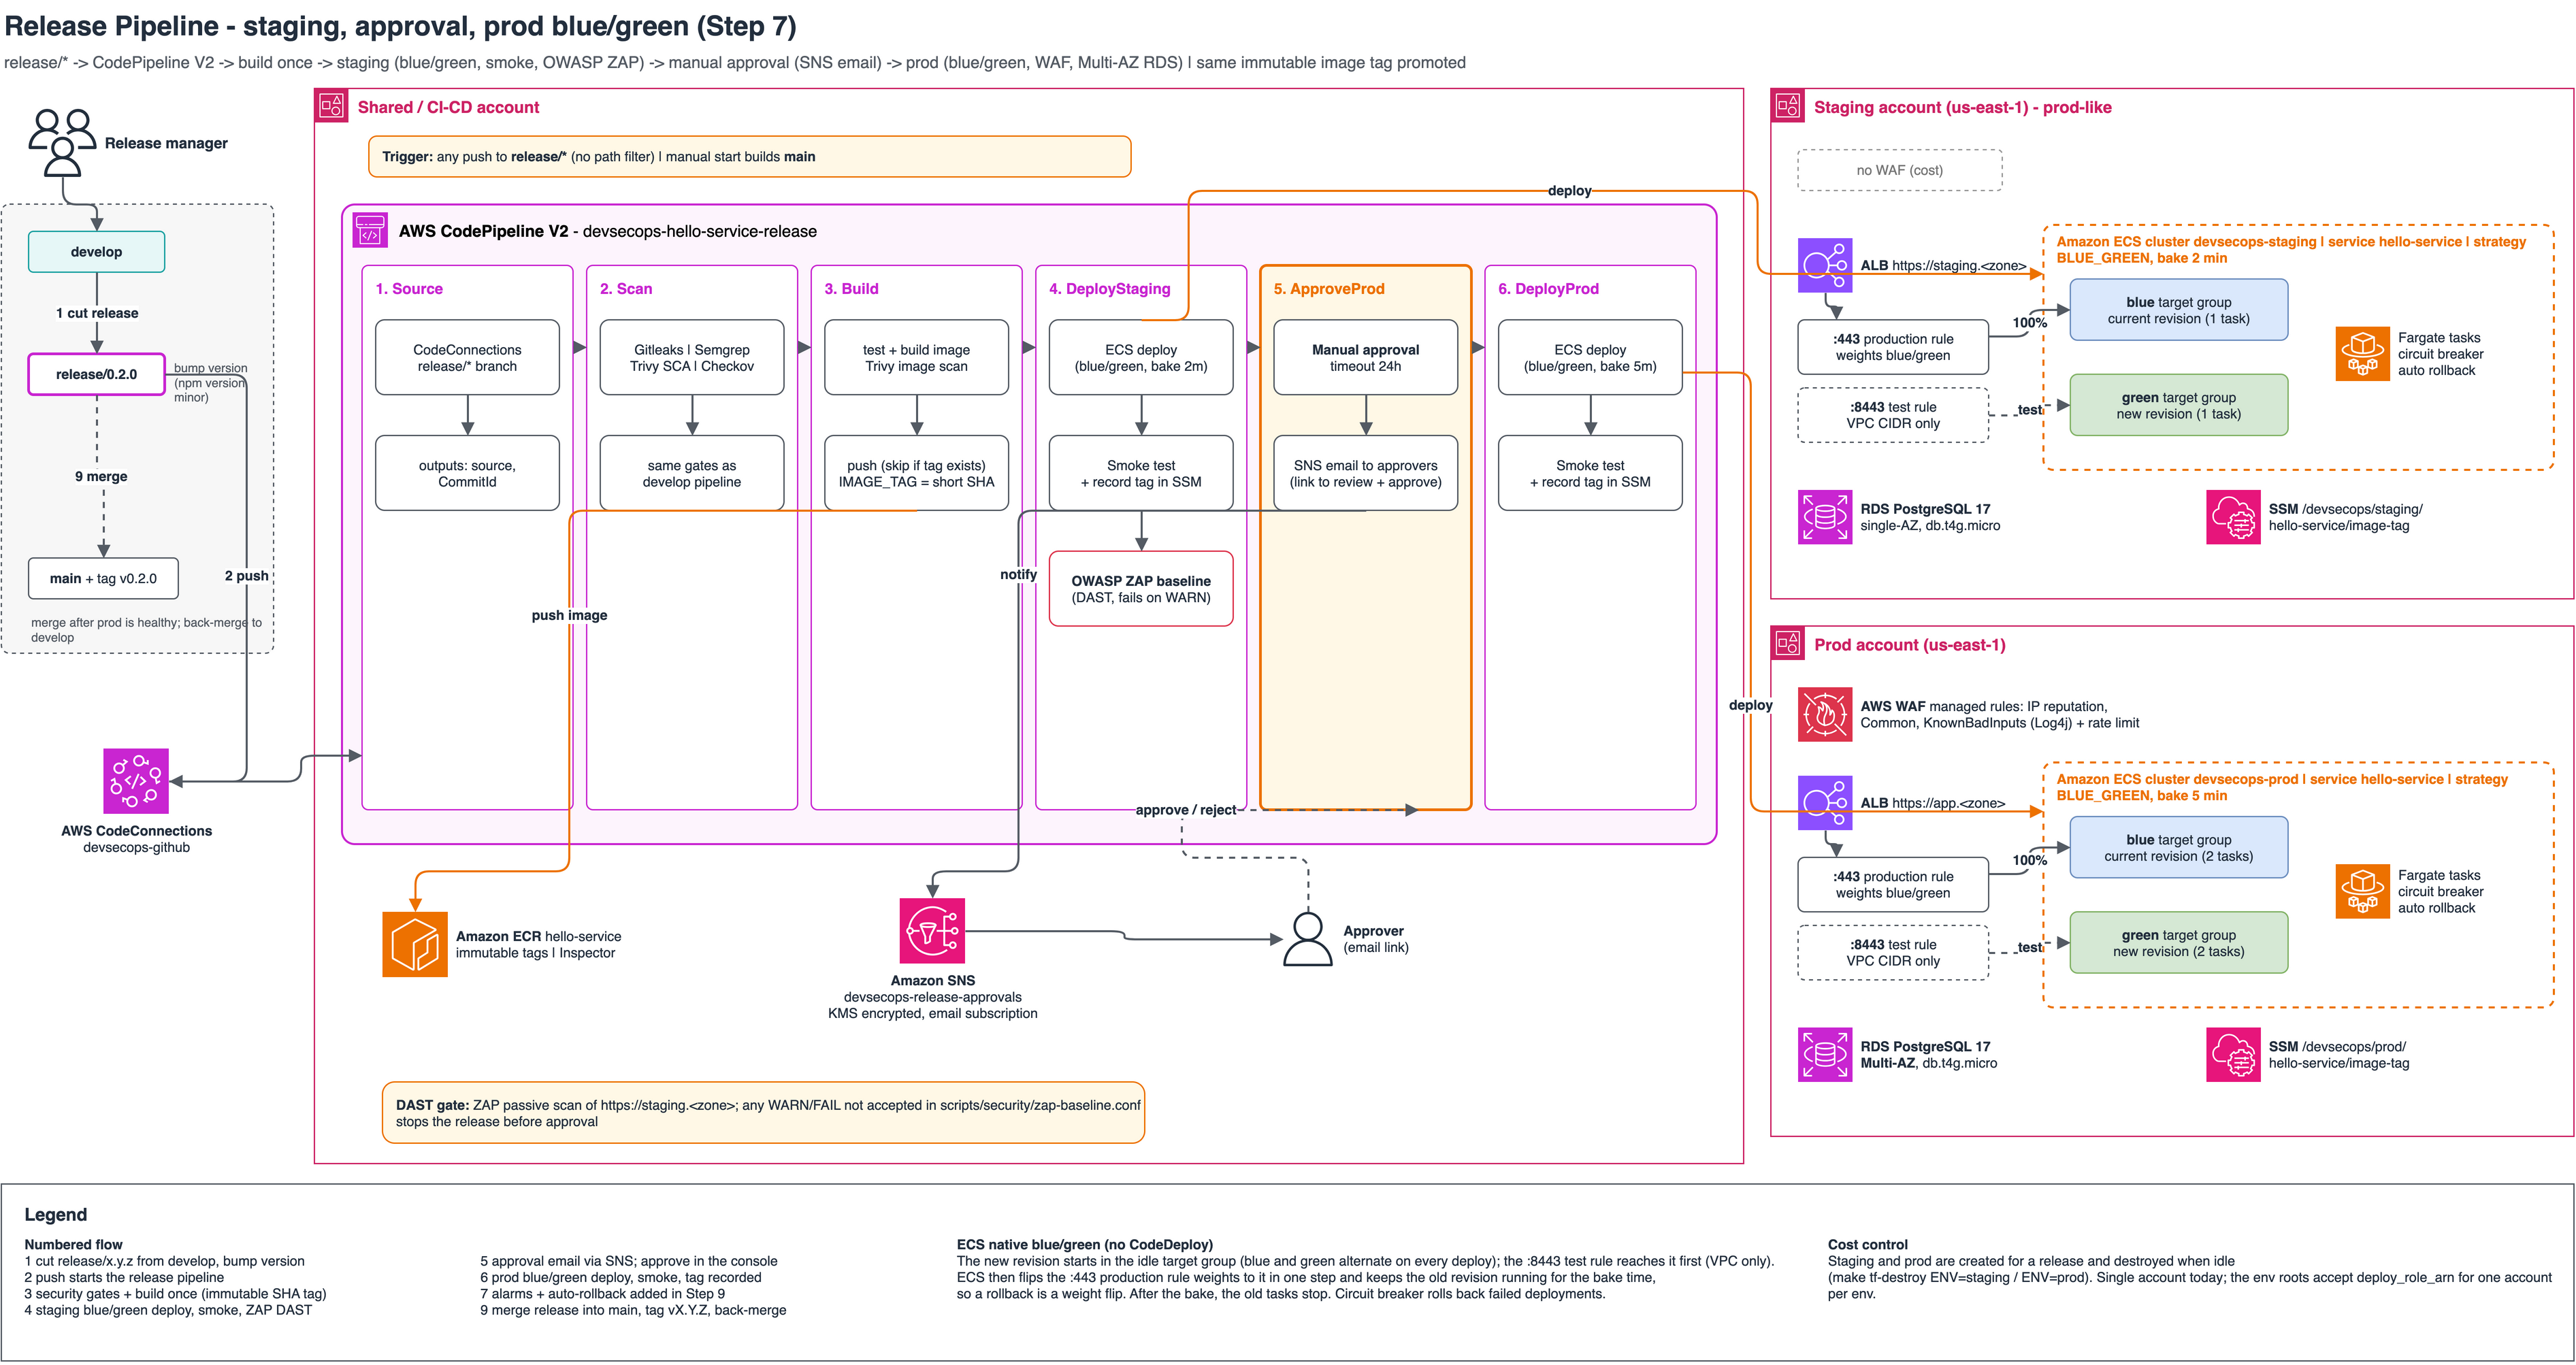 Release Pipeline - staging, approval, prod blue/green (Step 7)
release/* -> CodePipeline V2 -> build once -> staging (blue/green, smoke, OWASP ZAP) -> manual approval (SNS email) -> prod (blue/green, WAF, Multi-AZ RDS) | same immutable image tag promoted
Release manager
develop
1 cut release
release/0.2.0
bump version
(npm version
minor)
9 merge
main + tag v0.2.0
2 push
merge after prod is healthy; back-merge to
develop
AWS CodeConnections
devsecops-github
Shared / CI-CD account
Trigger: any push to release/* (no path filter) | manual start builds main
deploy
AWS CodePipeline V2 - devsecops-hello-service-release
1. Source
CodeConnections
release/* branch
outputs: source,
CommitId
2. Scan
Gitleaks | Semgrep
Trivy SCA | Checkov
same gates as
develop pipeline
3. Build
test + build image
Trivy image scan
push (skip if tag exists)
IMAGE_TAG = short SHA
4. DeployStaging
ECS deploy
(blue/green, bake 2m)
Smoke test
+ record tag in SSM
OWASP ZAP baseline
(DAST, fails on WARN)
5. ApproveProd
Manual approval
timeout 24h
SNS email to approvers
(link to review + approve)
6. DeployProd
ECS deploy
(blue/green, bake 5m)
Smoke test
+ record tag in SSM
notify
push image
deploy
approve / reject
Amazon ECR hello-service
immutable tags | Inspector
Amazon SNS
devsecops-release-approvals
KMS encrypted, email subscription
Approver
(email link)
DAST gate: ZAP passive scan of https://staging.<zone>; any WARN/FAIL not accepted in scripts/security/zap-baseline.conf
stops the release before approval
Staging account (us-east-1) - prod-like
no WAF (cost)
ALB https://staging.<zone>
Amazon ECS cluster devsecops-staging | service hello-service | strategy
BLUE_GREEN, bake 2 min
:443 production rule
weights blue/green
100%
blue target group
current revision (1 task)
:8443 test rule
VPC CIDR only
test
green target group
new revision (1 task)
Fargate tasks
circuit breaker
auto rollback
RDS PostgreSQL 17
single-AZ, db.t4g.micro
SSM /devsecops/staging/
hello-service/image-tag
Prod account (us-east-1)
AWS WAF managed rules: IP reputation,
Common, KnownBadInputs (Log4j) + rate limit
ALB https://app.<zone>
Amazon ECS cluster devsecops-prod | service hello-service | strategy
BLUE_GREEN, bake 5 min
:443 production rule
weights blue/green
100%
blue target group
current revision (2 tasks)
:8443 test rule
VPC CIDR only
test
green target group
new revision (2 tasks)
Fargate tasks
circuit breaker
auto rollback
RDS PostgreSQL 17
Multi-AZ, db.t4g.micro
SSM /devsecops/prod/
hello-service/image-tag
Legend
Numbered flow
1 cut release/x.y.z from develop, bump version
2 push starts the release pipeline
3 security gates + build once (immutable SHA tag)
4 staging blue/green deploy, smoke, ZAP DAST
5 approval email via SNS; approve in the console
6 prod blue/green deploy, smoke, tag recorded
7 alarms + auto-rollback added in Step 9
9 merge release into main, tag vX.Y.Z, back-merge
ECS native blue/green (no CodeDeploy)
The new revision starts in the idle target group (blue and green alternate on every deploy); the :8443 test rule reaches it first (VPC only).
ECS then flips the :443 production rule weights to it in one step and keeps the old revision running for the bake time,
so a rollback is a weight flip. After the bake, the old tasks stop. Circuit breaker rolls back failed deployments.
Cost control
Staging and prod are created for a release and destroyed when idle
(make tf-destroy ENV=staging / ENV=prod). Single account today; the env roots accept deploy_role_arn for one account
per env.